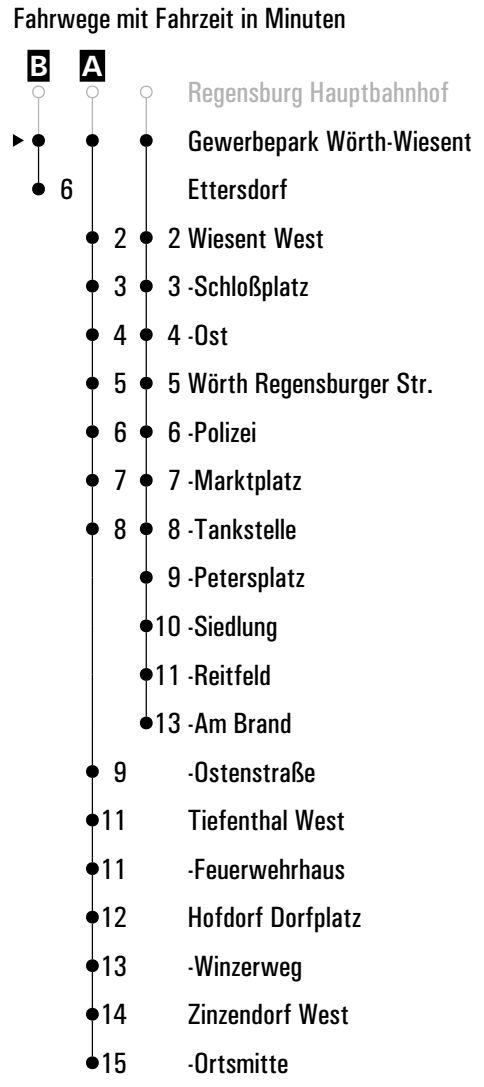 Fahrwege mit Fahrzeit in Minuten
B A
Regensburg Hauptbahnhof
Gewerbepark Wörth-Wiesent
6 Ettersdorf
2 2 Wiesent West
3 3 -Schloßplatz
4 4 -Ost
5 5 Wörth Regensburger Str.
6 6 -Polizei
7 7 -Marktplatz
8 8 -Tankstelle
9 -Petersplatz
10 -Siedlung
11 -Reitfeld
13 -Am Brand
9 -Ostenstraße
11 Tiefenthal West
11 -Feuerwehrhaus
12 Hofdorf Dorfplatz
13 -Winzerweg
14 Zinzendorf West
15 -Ortsmitte